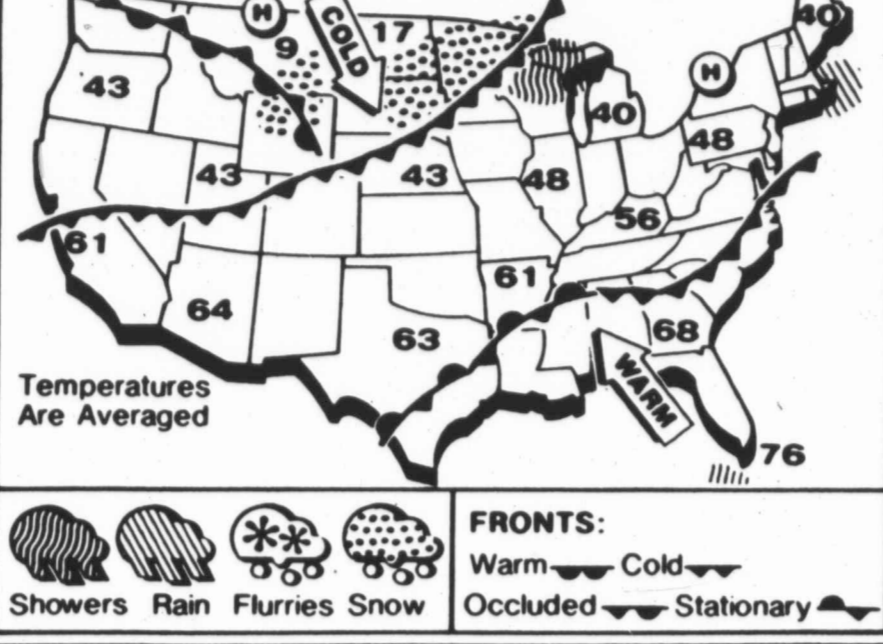 40
H
COLD
17
9
H
43
40
48
43
43
48
56
61
61
64
63
68
WARM
Temperatures
Are Averaged
76
FRONTS:
Warm Cold
Showers Rain Flurries Snow
Occluded Stationary